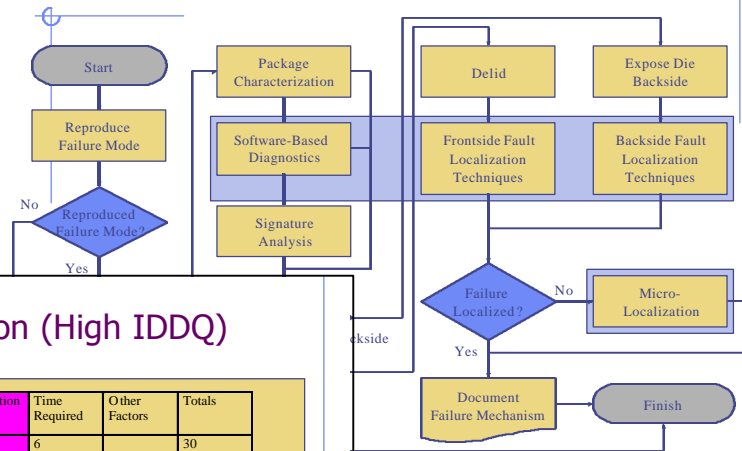 Start
Reproduce
Failure Mode
Reproduced
Failure Mode?
No
Yes
Package
Characterization
Software-Based
Diagnostics
Signature
Analysis
Delid
Frontside Fault
Localization
Techniques
Expose Die
Backside
Backside Fault
Localization
Techniques
Failure
Localized?
No
Yes
Micro-
Localization
Document
Failure Mechanism
Finish
ckside
on (High IDDQ)
tion Time Required Other Factors Totals
6 30